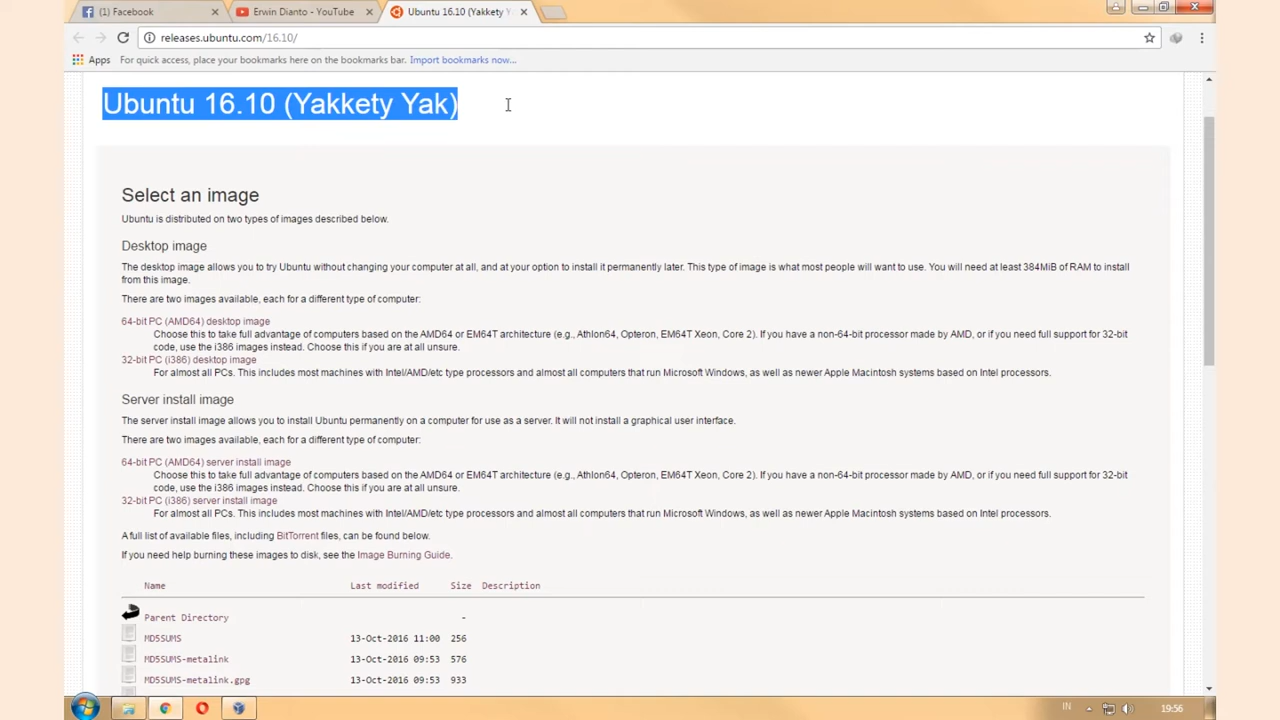 (1) Facebook
Erwin Dianto - YouTube
Ubuntu 16.10 (Yakkety Y
releases.ubuntu.com/16.10/
Apps
For quick access, place your bookmarks here on the bookmarks bar. Import bookmarks now...
Ubuntu 16.10 (Yakkety Yak)
Select an image
Ubuntu is distributed on two types of images described below.
Desktop image
The desktop image allows you to try Ubuntu without changing your computer at all, and at your option to install it permanently later. This type of image is what most people will want to use. You will need at least 384MiB of RAM to install
from this image.
There are two images available, each for a different type of computer:
64-bit PC (AMD64) desktop image
Choose this to take full advantage of computers based on the AMD64 or EM64T architecture (e.g., Athlon64, Opteron, EM64T Xeon, Core 2). If you have a non-64-bit processor made by AMD, or if you need full support for 32-bit
code, use the i386 images instead. Choose this if you are at all unsure.
32-bit PC (i386) desktop image
For almost all PCs. This includes most machines with Intel/AMD/etc type processors and almost all computers that run Microsoft Windows, as well as newer Apple Macintosh systems based on Intel processors.
Server install image
The server install image allows you to install Ubuntu permanently on a computer for use as a server. It will not install a graphical user interface.
There are two images available, each for a different type of computer:
64-bit PC (AMD64) server install image
Choose this to take full advantage of computers based on the AMD64 or EM64T architecture (e.g., Athlon64, Opteron, EM64T Xeon, Core 2). If you have a non-64-bit processor made by AMD, or if you need full support for 32-bit
code, use the i386 images instead. Choose this if you are at all unsure.
32-bit PC (i386) server install image
For almost all PCs. This includes most machines with Intel/AMD/etc type processors and almost all computers that run Microsoft Windows, as well as newer Apple Macintosh systems based on Intel processors.
A full list of available files, including BitTorrent files, can be found below.
If you need help burning these images to disk, see the Image Burning Guide.
Name Last modified Size Description
Parent Directory -
MD5SUMS 13-Oct-2016 11:00 256
MD5SUMS-metalink 13-Oct-2016 09:53 576
MD5SUMS-metalink.gpg 13-Oct-2016 09:53 933
IN 19:56